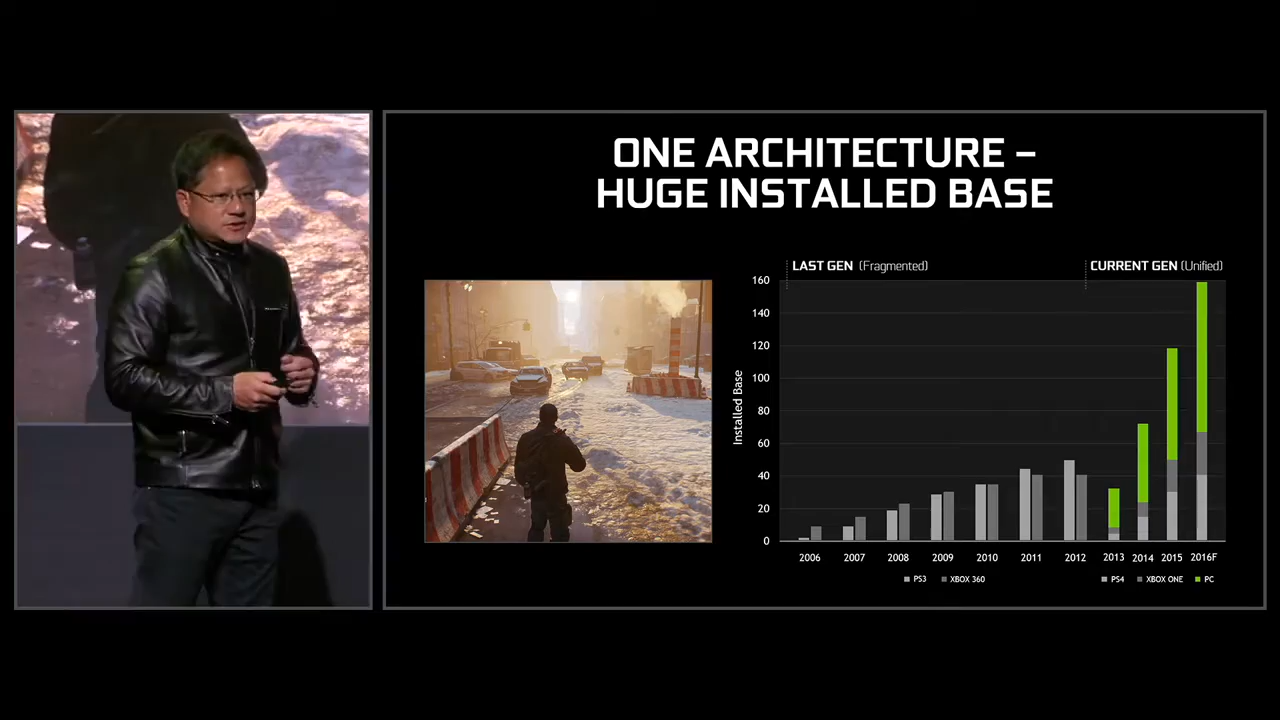 ONE ARCHITECTURE –
HUGE INSTALLED BASE
LAST GEN (Fragmented)
CURRENT GEN (Unified)
Installed Base
160
140
120
100
80
60
40
20
0
2006 2007 2008 2009 2010 2011 2012 2013 2014 2015 2016F
PS3 XBOX 360
PS4 XBOX ONE PC